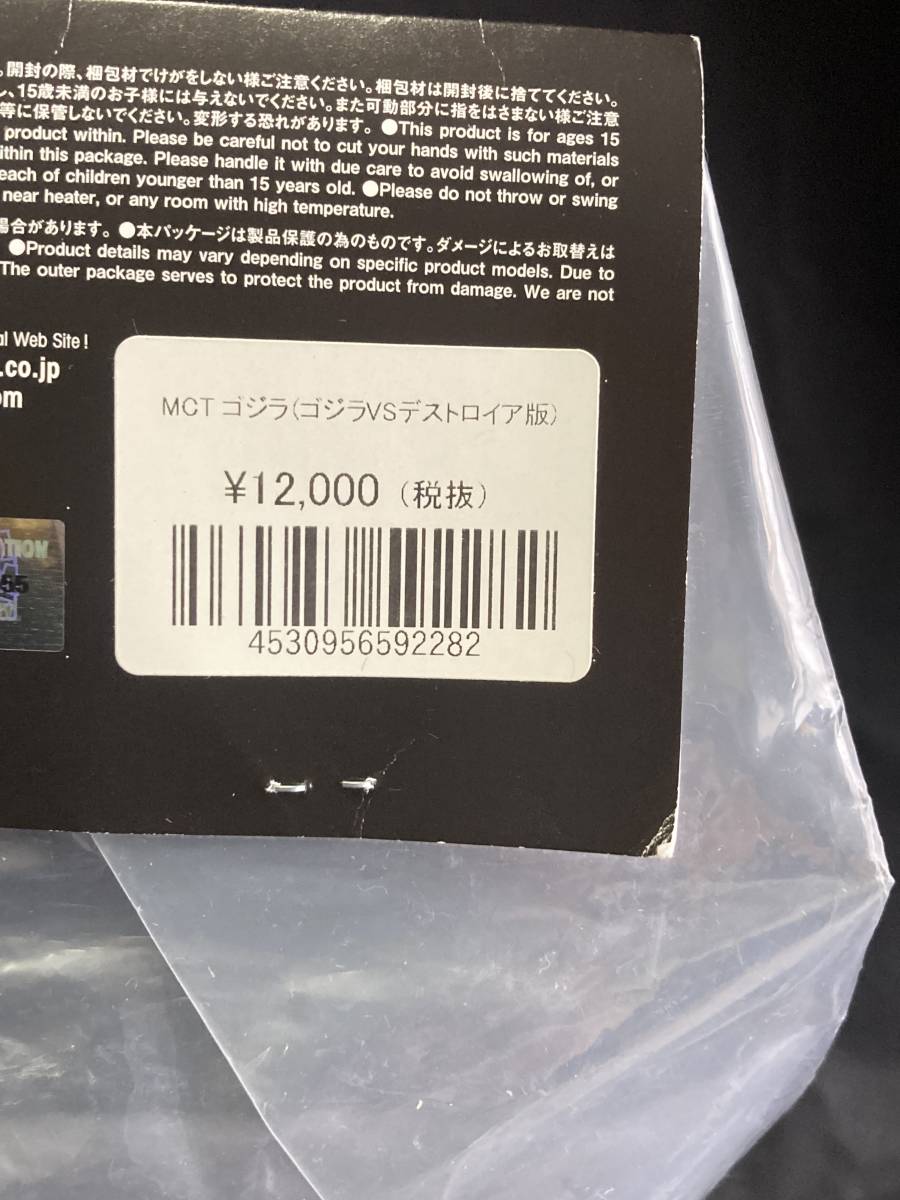 。開封の際、梱包材でけがをしない様ご注意ください。梱包材は開封後に捨ててください。
し、15歳未満のお子様には与えないでください。また可動部分に指をはさまない様ご注意
等に保管しないでください。変形する恐れがあります。 ●This product is for ages 15
product within. Please be careful not to cut your hands with such materials
ithin this package. Please handle it with due care to avoid swallowing of, or
each of children younger than 15 years old. ●Please do not throw or swing
near heater, or any room with high temperature.
場合があります。 ●本パッケージは製品保護の為のものです。ダメージによるお取替えは
●Product details may vary depending on specific product models. Due to
The outer package serves to protect the product from damage. We are not
al Web Site!
.co.jp
om
MCT ゴジラ(ゴジラVSデストロイア版)
¥12,000 (税抜)
4530956592282
TION
55